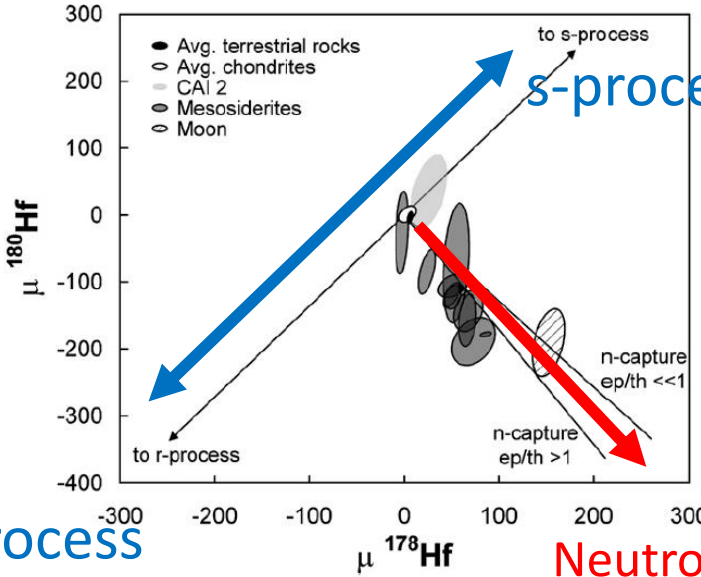 300
200
100
0
-100
-200
-300
-400
μ ¹⁸⁰Hf
Avg. terrestrial rocks
Avg. chondrites
CAI 2
Mesosiderites
Moon
to s-process
s-proce
n-capture
ep/th <<1
n-capture
ep/th >1
to r-process
-300 -200 -100 0 100 200 300
rocess
μ ¹⁷⁸Hf
Neutro